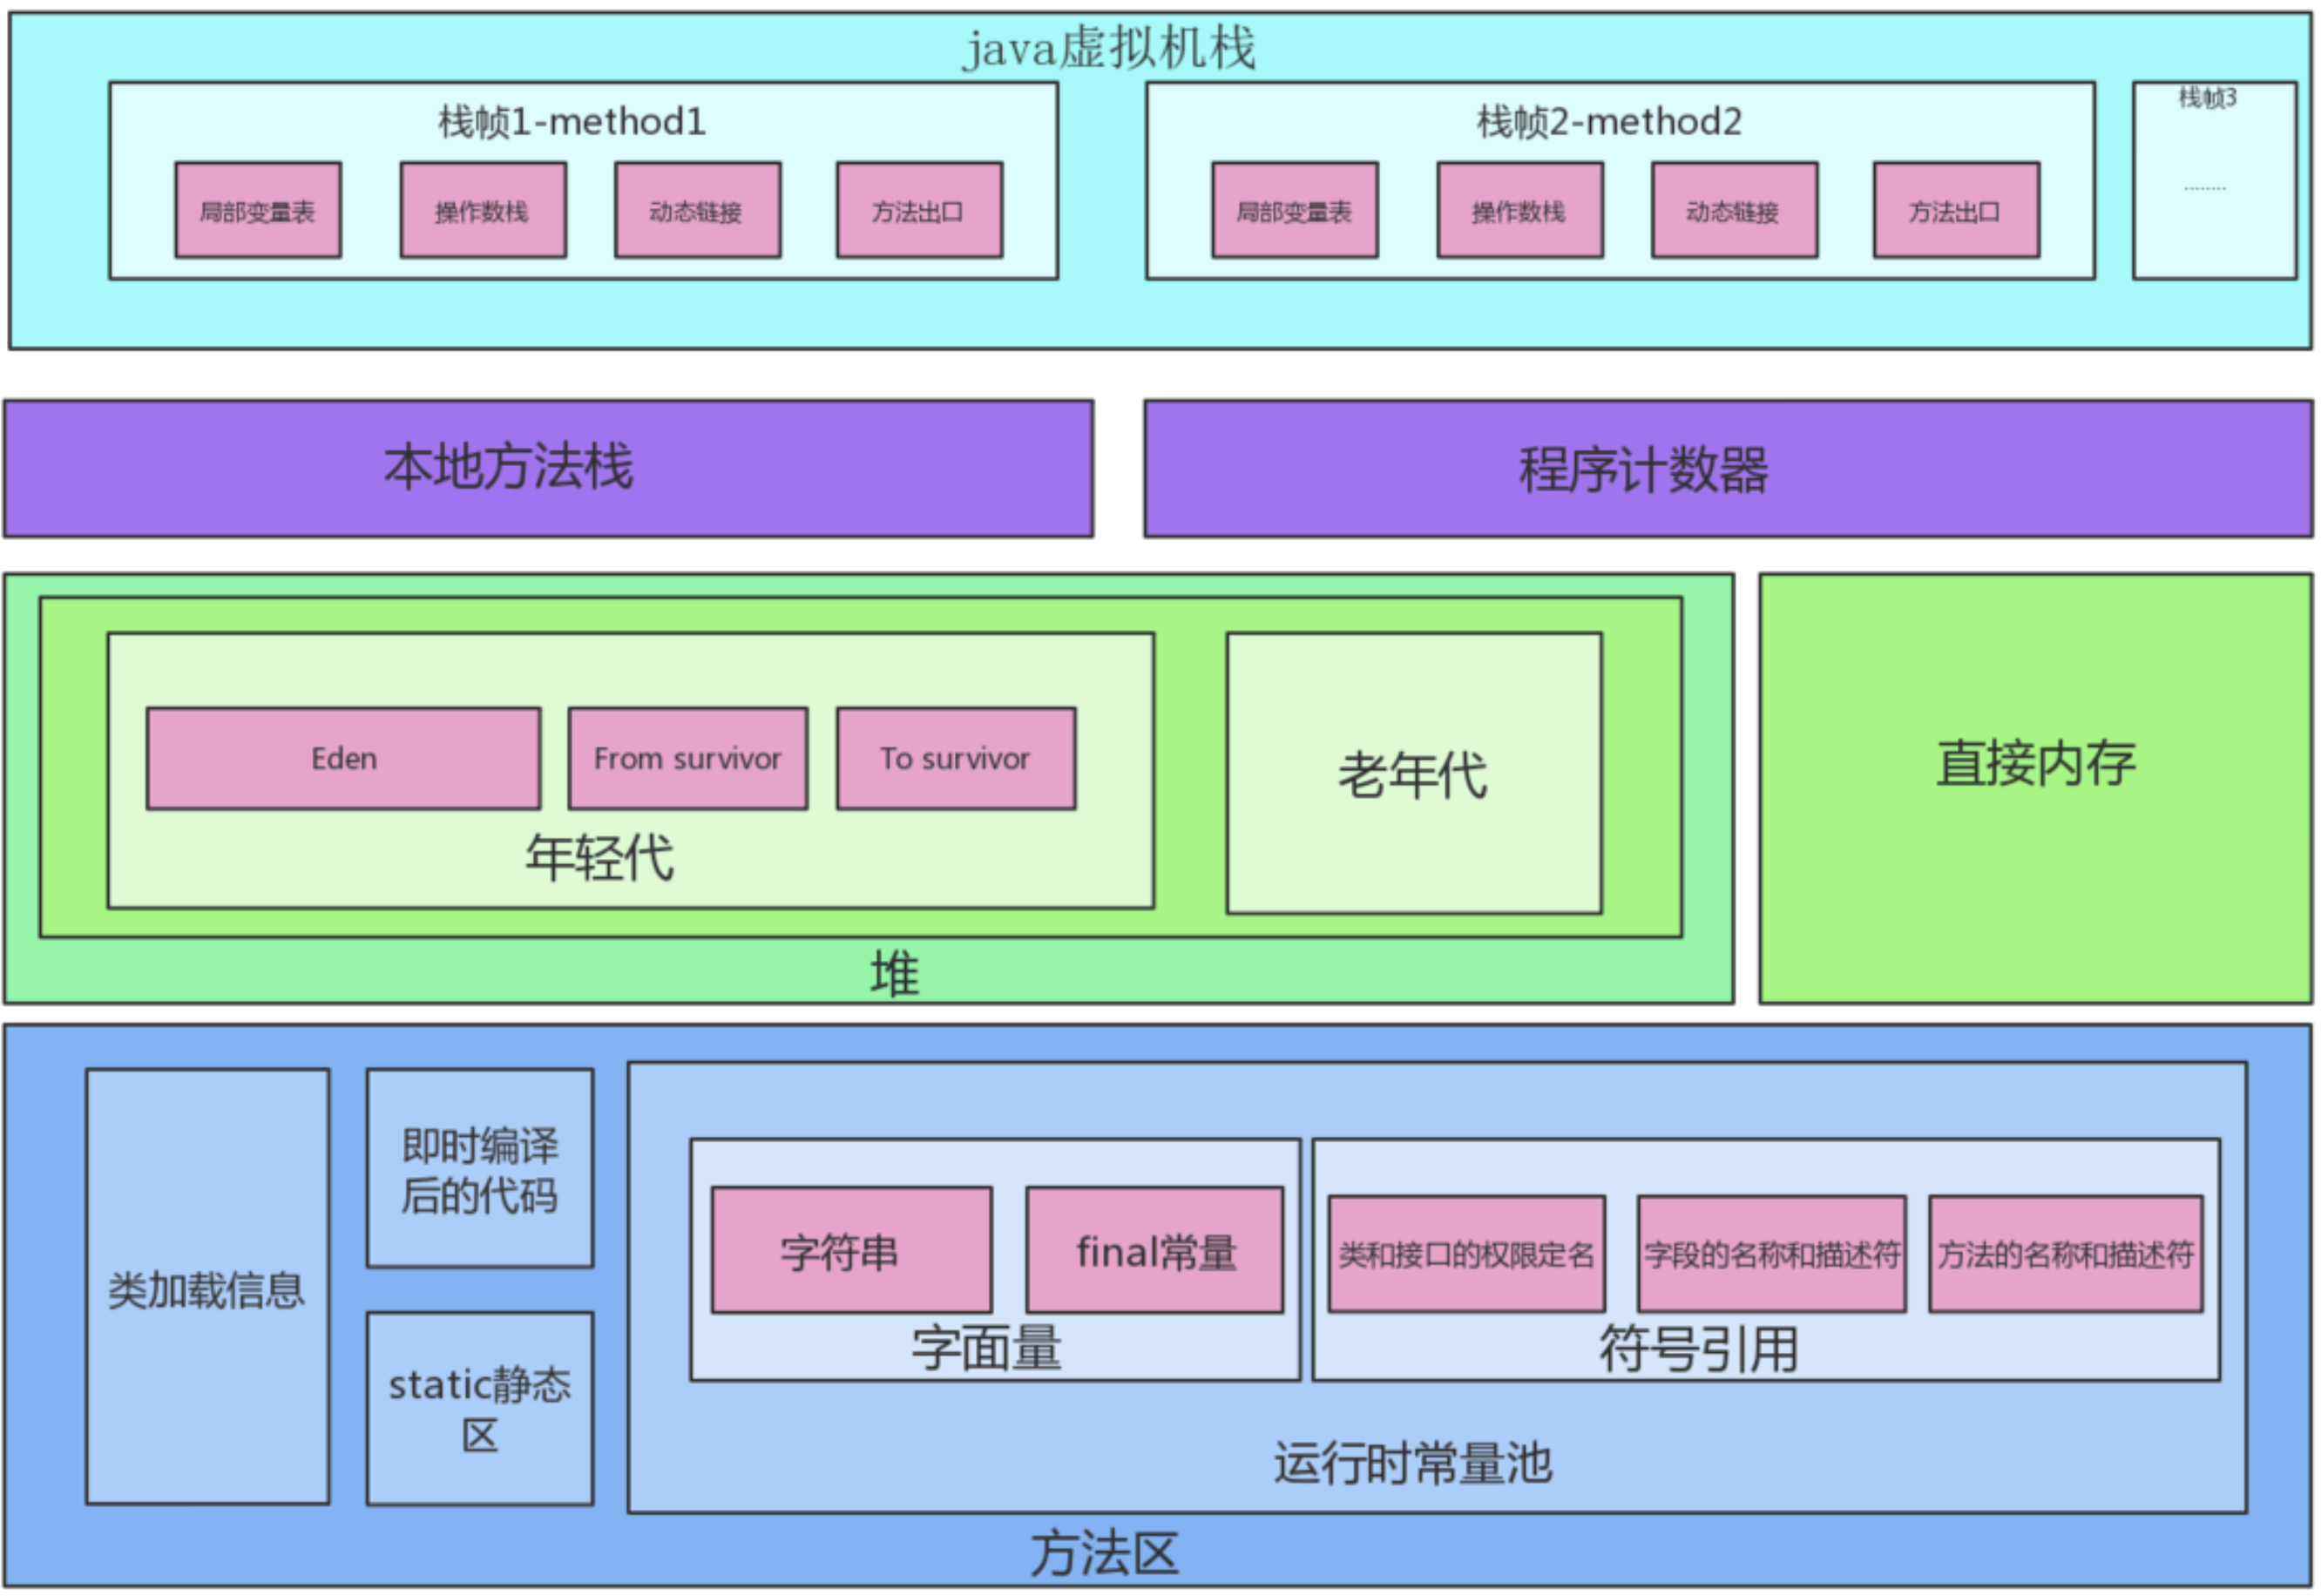 java虚拟机栈
栈帧1-method1
局部变量表
操作数栈
动态链接
方法出口
栈帧2-method2
局部变量表
操作数栈
动态链接
方法出口
栈帧3
.........
本地方法栈
程序计数器
Eden
From survivor
To survivor
年轻代
老年代
堆
直接内存
类加载信息
即时编译
后的代码
static静态
区
字符串
final常量
字面量
类和接口的权限定名
字段的名称和描述符
方法的名称和描述符
符号引用
运行时常量池
方法区